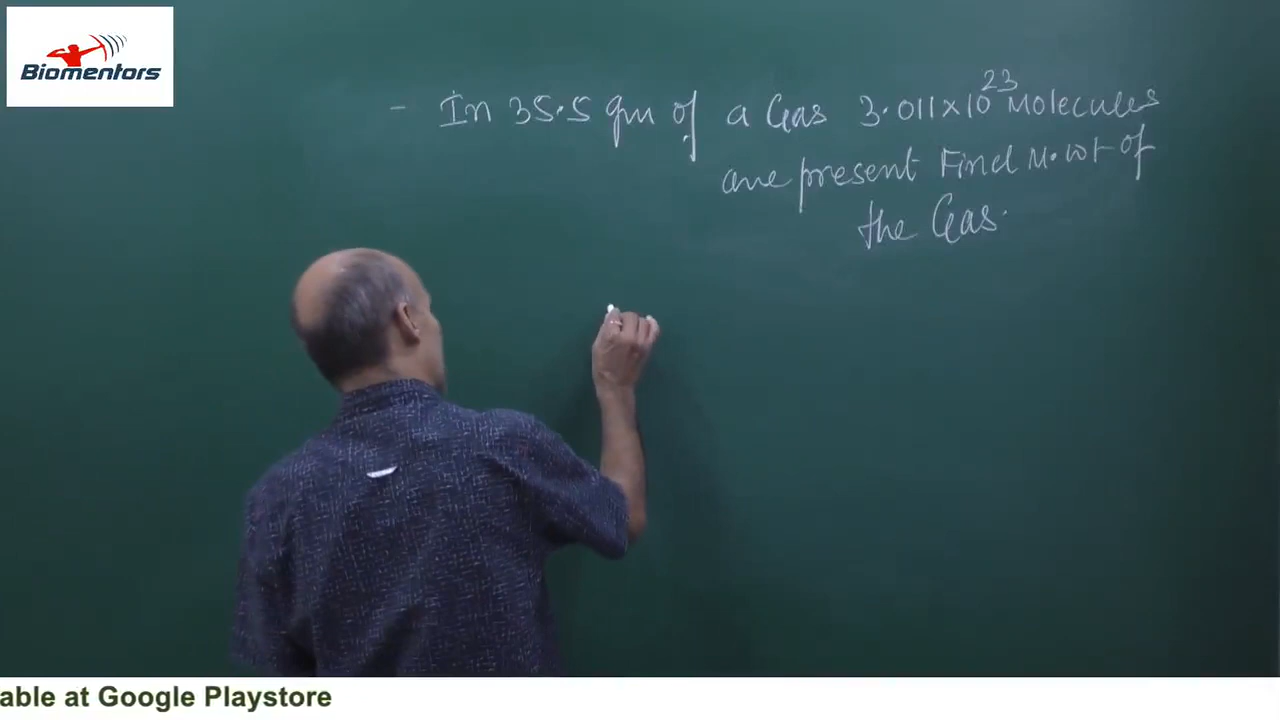 Biomentors
- In 35.5 gm of a Gas 3.011×10²³ Molecules
are present Find M.wt of
the Gas.
able at Google Playstore